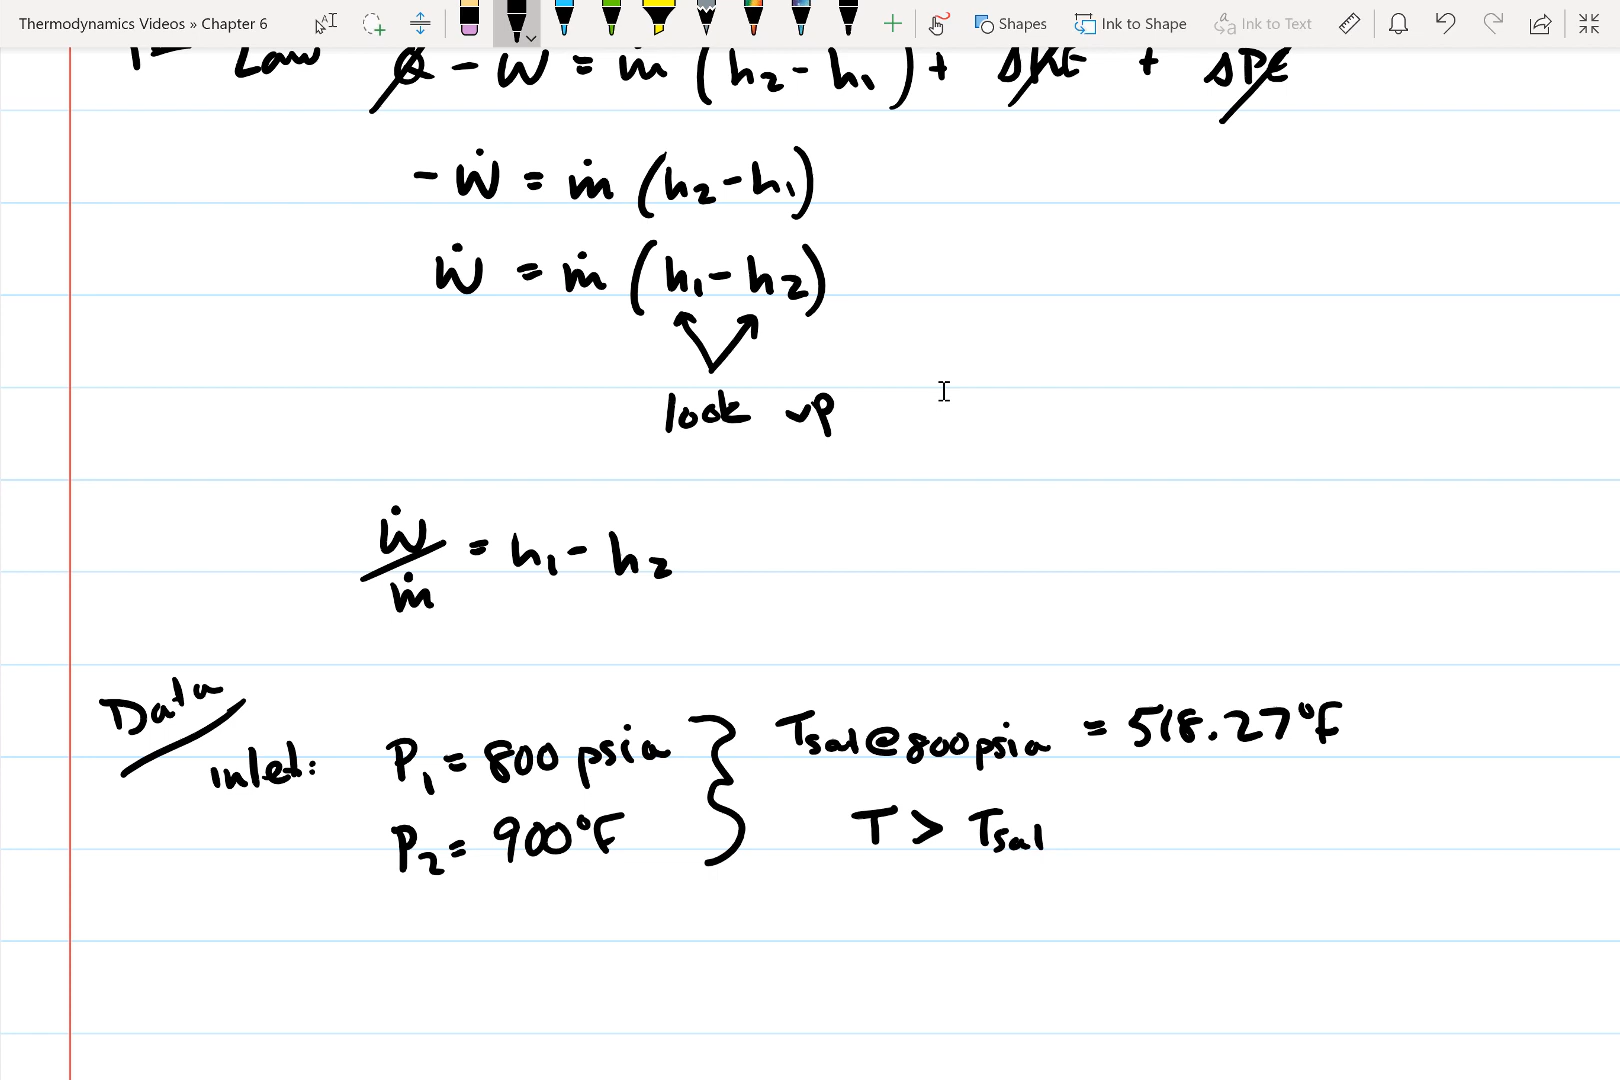 Thermodynamics Videos » Chapter 6
Shapes
Ink to Shape
Ink to Text
1st Law Q - W = ṁ (h₂ - h₁) + ΔKE + ΔPE
- Ẇ = ṁ (h₂ - h₁)
Ẇ = ṁ (h₁ - h₂)
look up
Ẇ/ṁ = h₁ - h₂
Data
inlet: P₁ = 800 psia } Tsat@800psia = 518.27°F
P₂ = 900°F T > Tsat